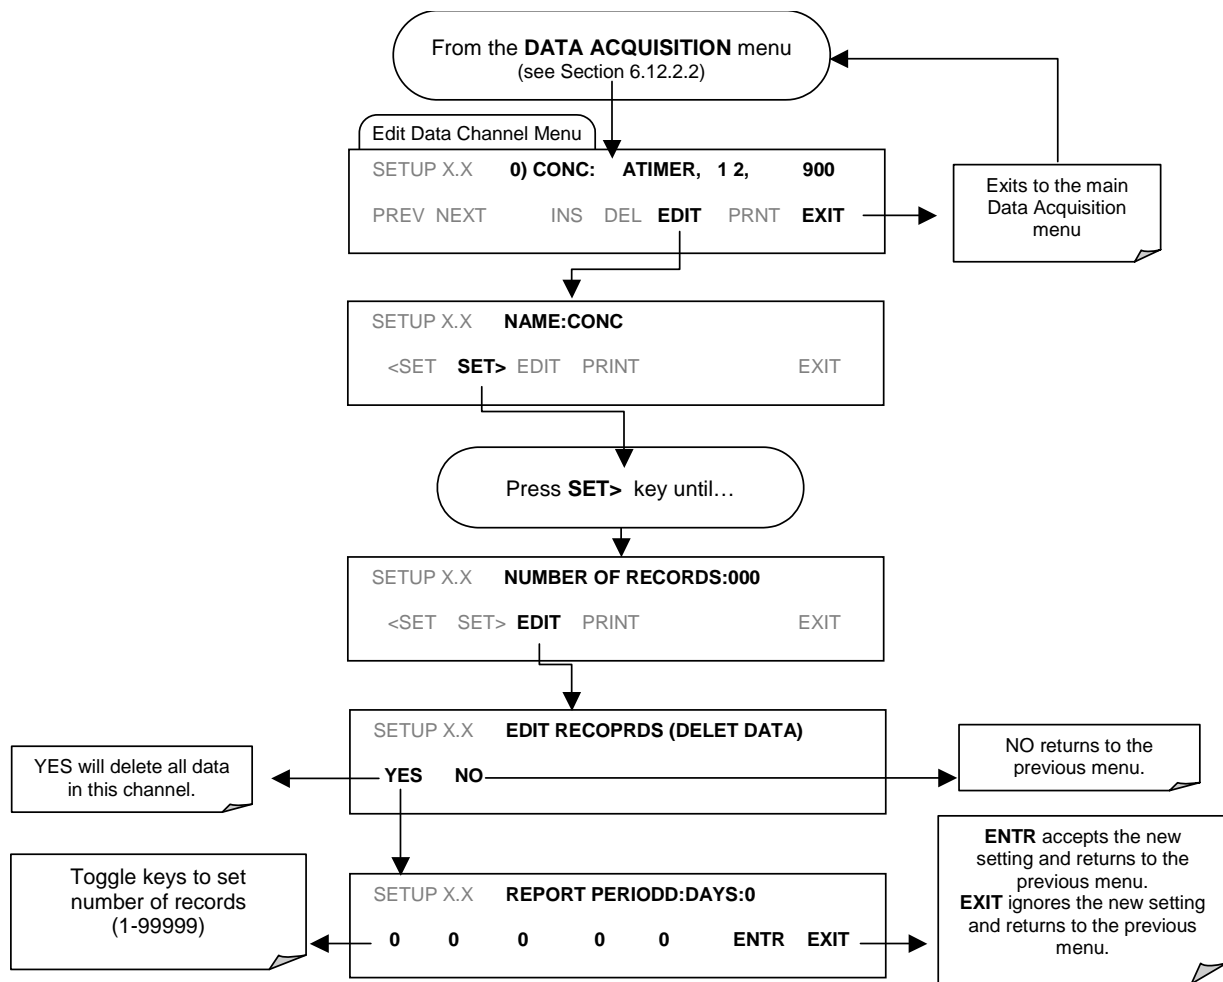 From the DATA ACQUISITION menu
(see Section 6.12.2.2)
Edit Data Channel Menu
SETUP X.X 0) CONC: ATIMER, 1 2, 900
PREV NEXT INS DEL EDIT PRNT EXIT
Exits to the main
Data Acquisition
menu
SETUP X.X NAME:CONC
<SET SET> EDIT PRINT EXIT
Press SET> key until…
SETUP X.X NUMBER OF RECORDS:000
<SET SET> EDIT PRINT EXIT
SETUP X.X EDIT RECOPRDS (DELET DATA)
YES NO
YES will delete all data
in this channel.
NO returns to the
previous menu.
Toggle keys to set
number of records
(1-99999)
SETUP X.X REPORT PERIODD:DAYS:0
0 0 0 0 0 ENTR EXIT
ENTR accepts the new
setting and returns to the
previous menu.
EXIT ignores the new setting
and returns to the previous
menu.